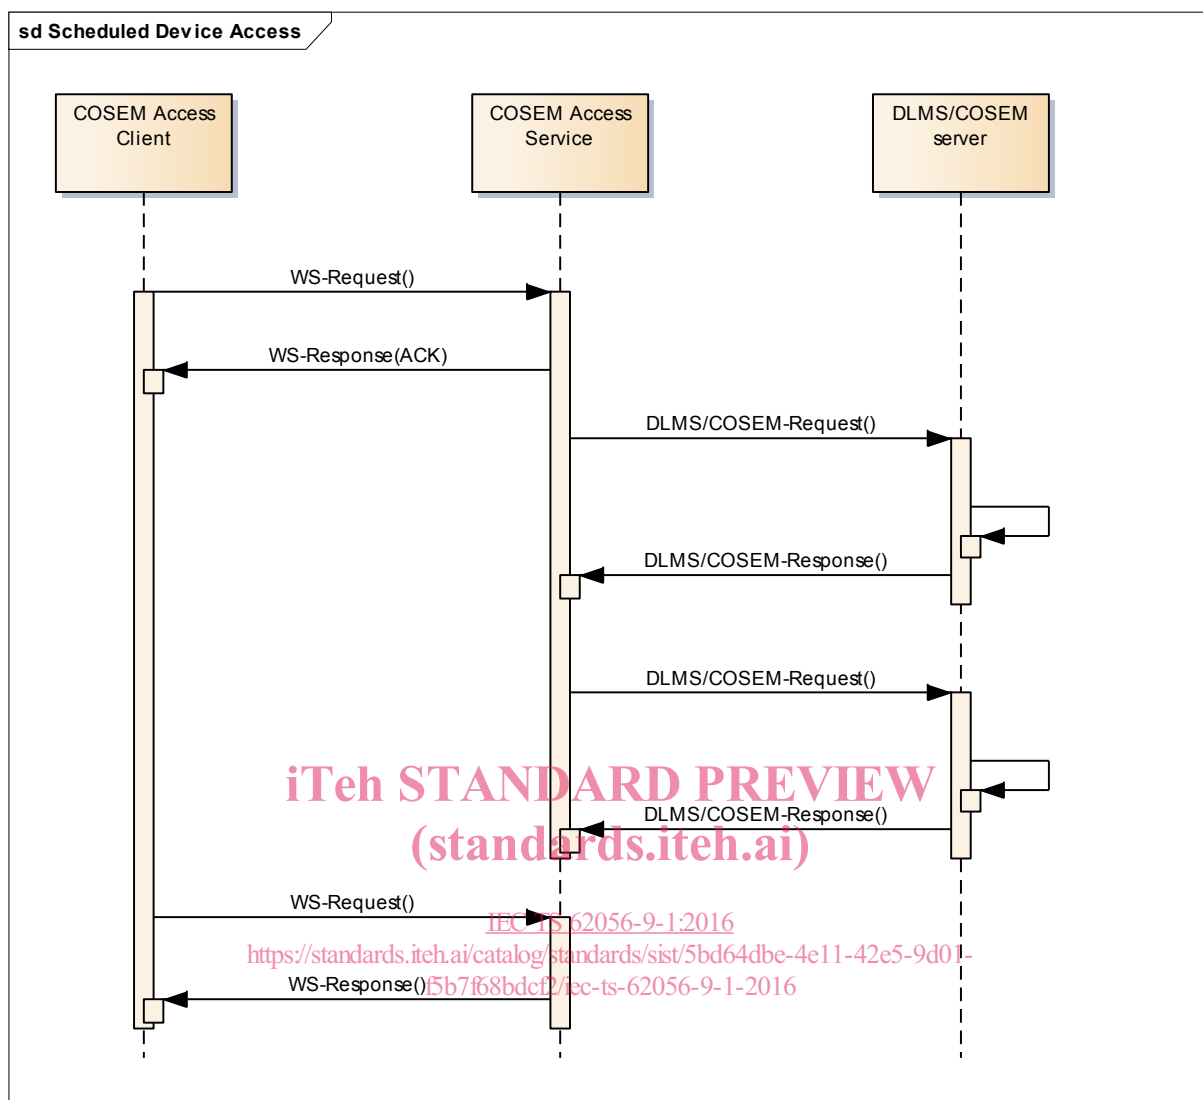 sd Scheduled Device Access
COSEM Access
Client
COSEM Access
Service
DLMS/COSEM
server
WS-Request()
WS-Response(ACK)
DLMS/COSEM-Request()
DLMS/COSEM-Response()
DLMS/COSEM-Request()
iTeh STANDARD PREVIEW
DLMS/COSEM-Response()
(standards.iteh.ai)
WS-Request()
IEC TS 62056-9-1:2016
https://standards.iteh.ai/catalog/standards/sist/5bd64dbe-4e11-42e5-9d01-
WS-Response()
f5b7f68bdcf2/iec-ts-62056-9-1-2016